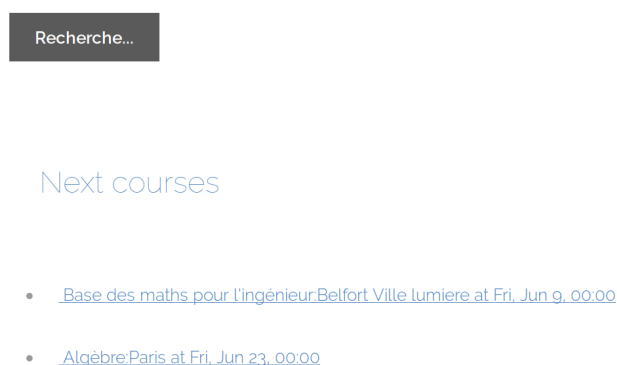 Recherche...
Next courses
Base des maths pour l'ingénieur:Belfort Ville lumiere at Fri, Jun 9, 00:00
Algèbre:Paris at Fri, Jun 23, 00:00